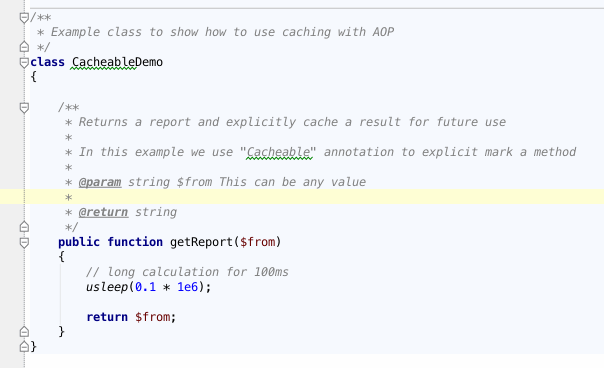 /**
 * Example class to show how to use caching with AOP
 */
class CacheableDemo
{
    /**
     * Returns a report and explicitly cache a result for future use
     *
     * In this example we use "Cacheable" annotation to explicit mark a method
     *
     * @param string $from This can be any value
     *
     * @return string
     */
    public function getReport($from)
    {
        // long calculation for 100ms
        usleep(0.1 * 1e6);
        return $from;
    }
}